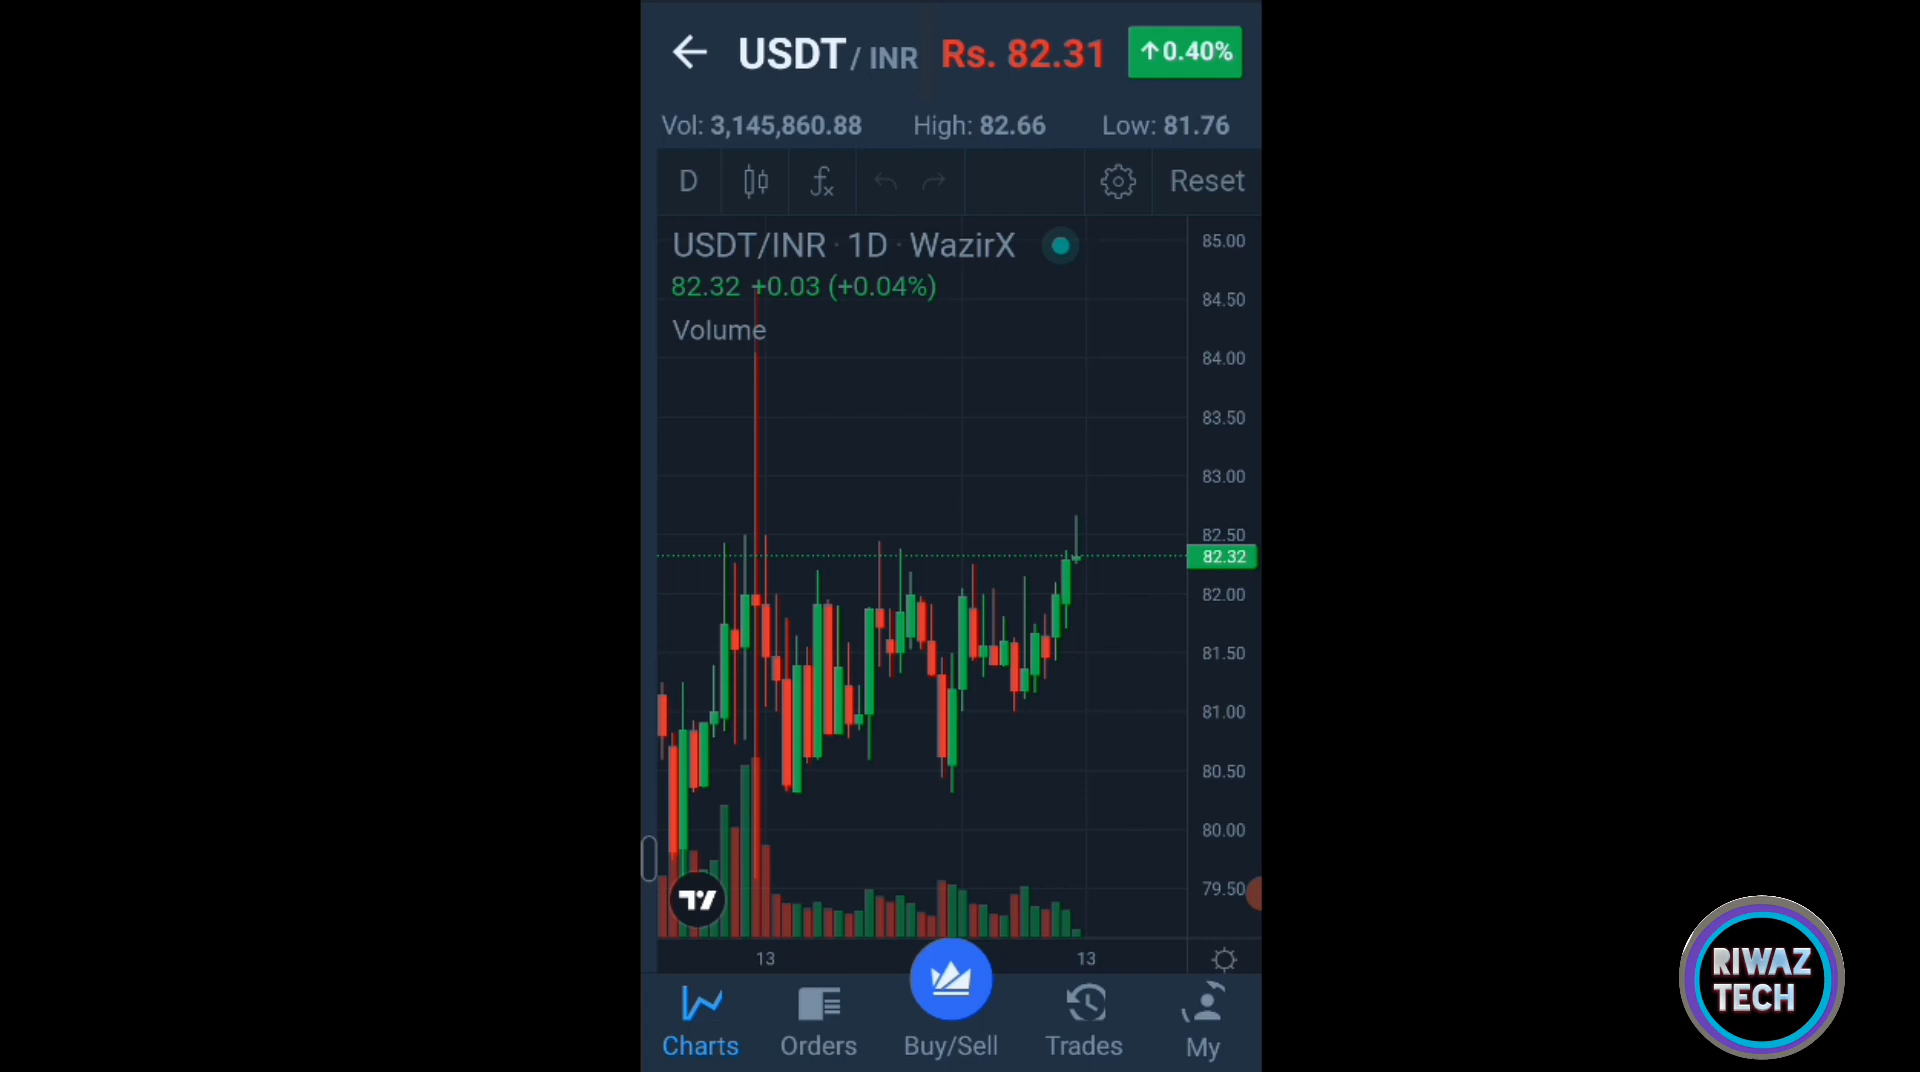 USDT/ INR Rs. 82.31 ↑0.40%
Vol: 3,145,860.88 High: 82.66 Low: 81.76
D fx Reset
USDT/INR · 1D · WazirX
82.32 +0.03 (+0.04%)
Volume
85.00
84.50
84.00
83.50
83.00
82.50
82.32
82.00
81.50
81.00
80.50
80.00
79.50
13 13
Charts Orders Buy/Sell Trades My
RIWAZ
TECH